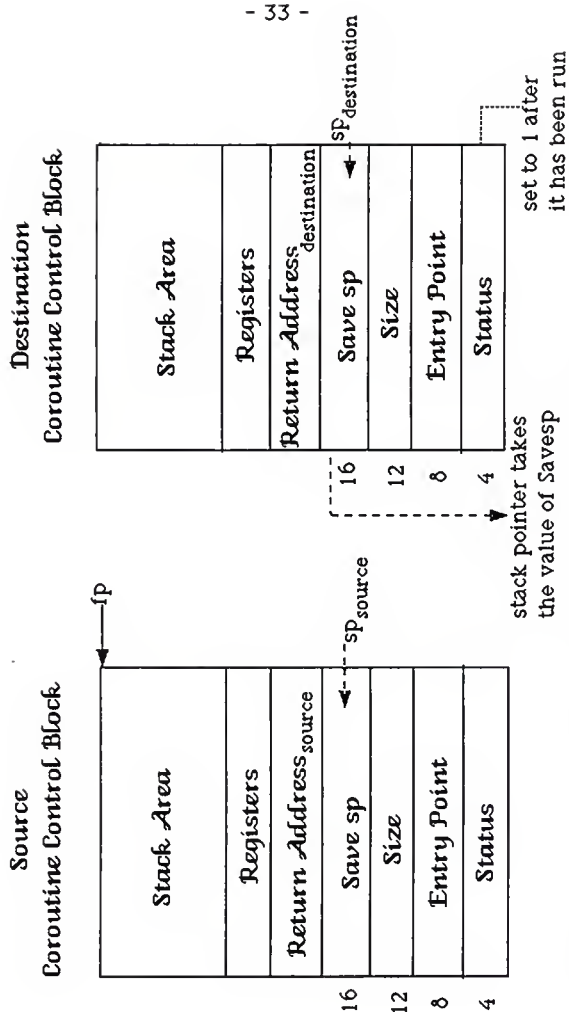 - 33 -
Source
Coroutine Control Block
fp
Stack Area
Registers
Return Address source
16 Save sp
sp source
12 Size
8 Entry Point
4 Status
Destination
Coroutine Control Block
Stack Area
Registers
Return Address destination
16 Save sp
sp destination
12 Size
8 Entry Point
4 Status
stack pointer takes
the value of Savesp
set to 1 after
it has been run